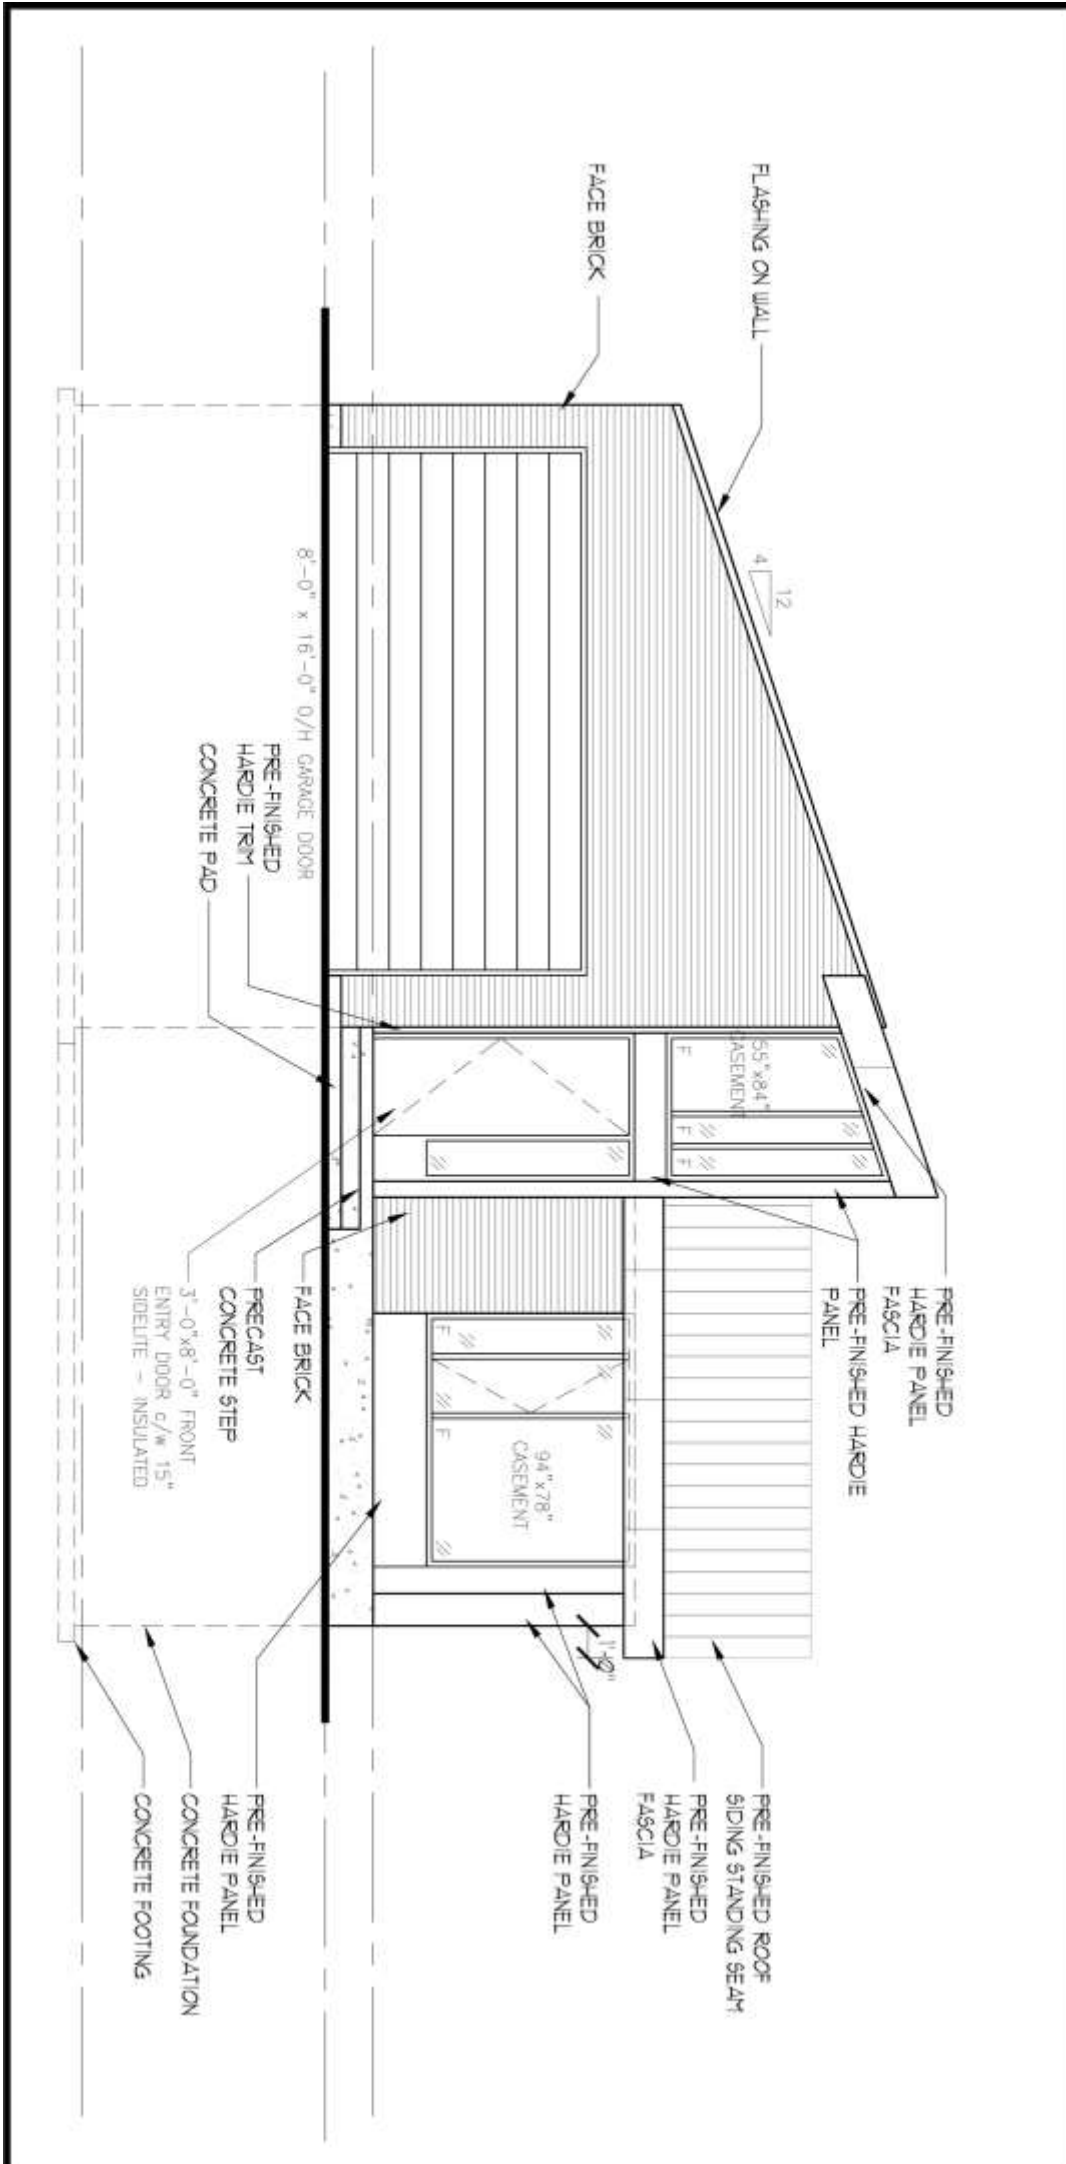 FLASHING ON WALL
FACE BRICK
12
4
8'-0" x 16'-0" O/H GARAGE DOOR
PRE-FINISHED
HARDIE TRIM
CONCRETE PAD
55"x84"
CASEMENT
F
F
F
PRE-FINISHED
HARDIE PANEL
FASCIA
PRE-FINISHED HARDIE
PANEL
FACE BRICK
PRECAST
CONCRETE STEP
3'-0"x8'-0" FRONT
ENTRY DOOR c/w 15"
SIDELITE - INSULATED
94"x78"
CASEMENT
F
F
1'-0"
PRE-FINISHED ROOF
SIDING STANDING SEAM
PRE-FINISHED
HARDIE PANEL
FASCIA
PRE-FINISHED
HARDIE PANEL
PRE-FINISHED
HARDIE PANEL
CONCRETE FOUNDATION
CONCRETE FOOTING